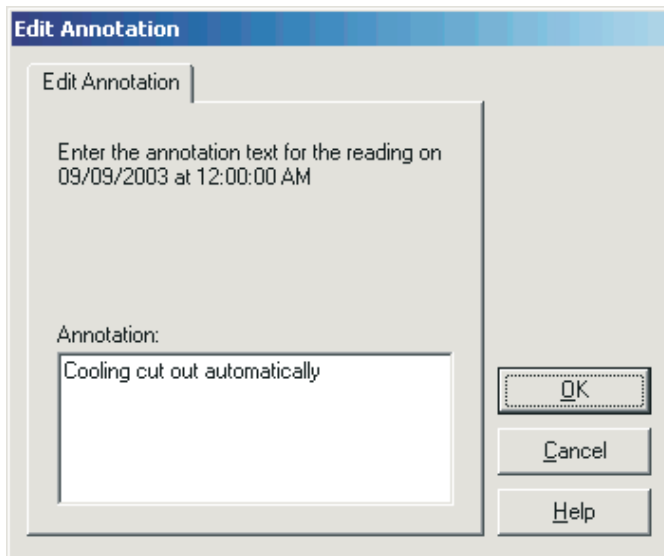 Edit Annotation
Edit Annotation
Enter the annotation text for the reading on
09/09/2003 at 12:00:00 AM
Annotation:
Cooling cut out automatically
OK
Cancel
Help